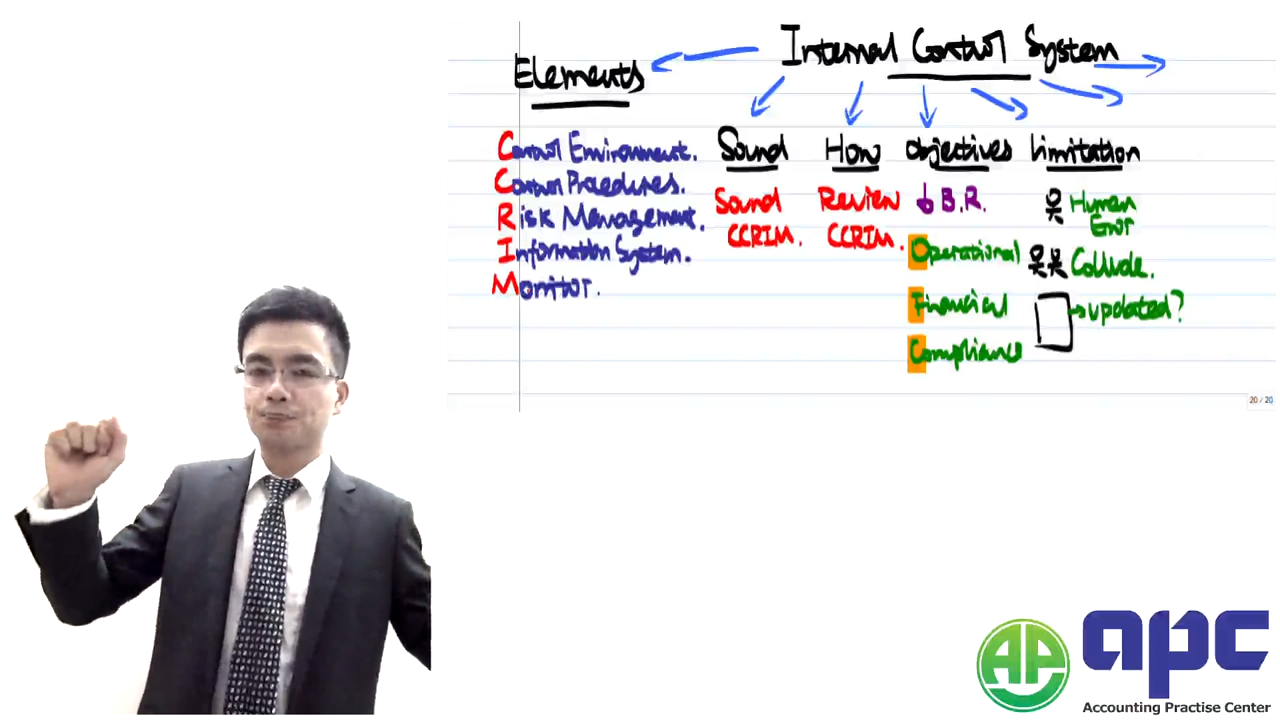 Internal Control System
Elements
Control Environment.
Control Procedures.
Risk Management.
Information System.
Monitor.
Sound
Sound
CCRIM.
How
Review
CCRIM.
Objectives
↓ B.R.
Operational
Financial
Compliance
Limitation
Human
Error
Collude.
→ updated?
20 / 20
AP
apc
Accounting Practise Center